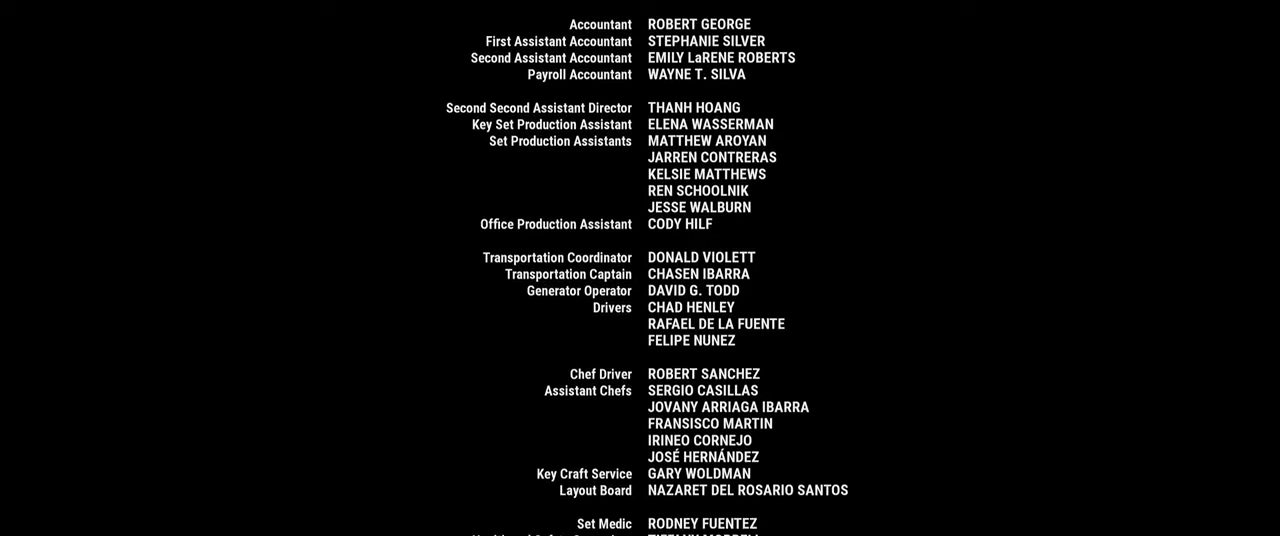 Accountant ROBERT GEORGE
First Assistant Accountant STEPHANIE SILVER
Second Assistant Accountant EMILY LaRENE ROBERTS
Payroll Accountant WAYNE T. SILVA
Second Second Assistant Director THANH HOANG
Key Set Production Assistant ELENA WASSERMAN
Set Production Assistants MATTHEW AROYAN
JARREN CONTRERAS
KELSIE MATTHEWS
REN SCHOOLNIK
JESSE WALBURN
Office Production Assistant CODY HILF
Transportation Coordinator DONALD VIOLETT
Transportation Captain CHASEN IBARRA
Generator Operator DAVID G. TODD
Drivers CHAD HENLEY
RAFAEL DE LA FUENTE
FELIPE NUNEZ
Chef Driver ROBERT SANCHEZ
Assistant Chefs SERGIO CASILLAS
JOVANY ARRIAGA IBARRA
FRANSISCO MARTIN
IRINEO CORNEJO
JOSÉ HERNÁNDEZ
Key Craft Service GARY WOLDMAN
Layout Board NAZARET DEL ROSARIO SANTOS
Set Medic RODNEY FUENTEZ